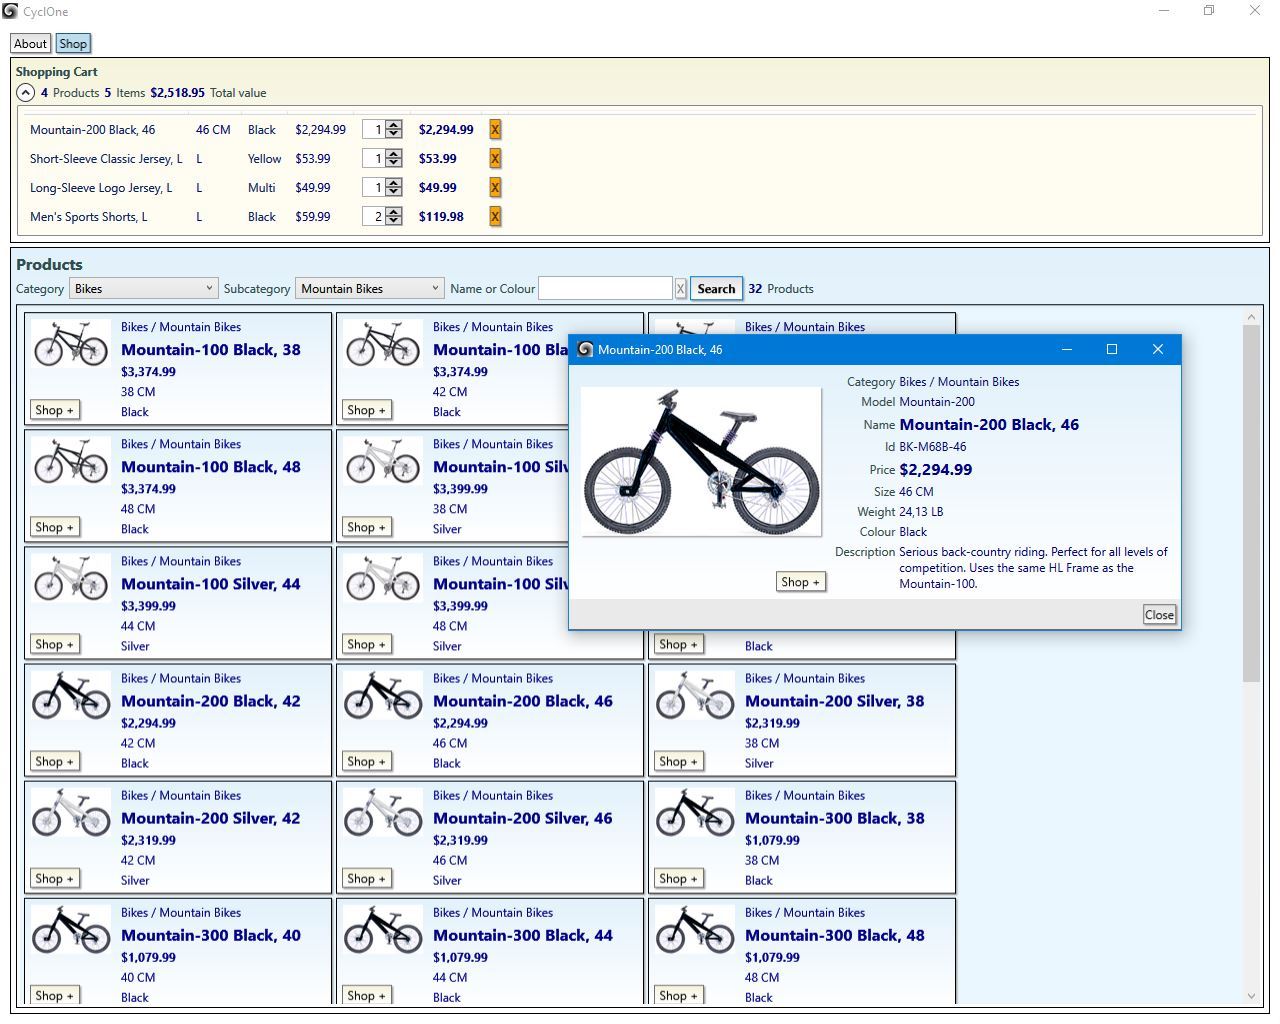 CyclOne
About Shop
Shopping Cart
4 Products 5 Items $2,518.95 Total value
Mountain-200 Black, 46 46 CM Black $2,294.99 1 $2,294.99 X
Short-Sleeve Classic Jersey, L L Yellow $53.99 1 $53.99 X
Long-Sleeve Logo Jersey, L L Multi $49.99 1 $49.99 X
Men's Sports Shorts, L L Black $59.99 2 $119.98 X
Products
Category Bikes Subcategory Mountain Bikes Name or Colour X Search 32 Products
Bikes / Mountain Bikes
Mountain-100 Black, 38
$3,374.99
38 CM
Shop +
Black
Bikes / Mountain Bikes
Mountain-100 Bla
$3,374.99
42 CM
Shop +
Black
Bikes / Mountain Bikes
Mountain-200 Black, 46
Category Bikes / Mountain Bikes
Model Mountain-200
Name Mountain-200 Black, 46
Id BK-M68B-46
Price $2,294.99
Size 46 CM
Weight 24,13 LB
Colour Black
Description Serious back-country riding. Perfect for all levels of
competition. Uses the same HL Frame as the
Mountain-100.
Shop +
Close
Bikes / Mountain Bikes
Mountain-100 Black, 48
$3,374.99
48 CM
Shop +
Black
Bikes / Mountain Bikes
Mountain-100 Silv
$3,399.99
38 CM
Shop +
Silver
Bikes / Mountain Bikes
Mountain-100 Silver, 44
$3,399.99
44 CM
Shop +
Silver
Bikes / Mountain Bikes
Mountain-100 Silv
$3,399.99
48 CM
Shop +
Silver
Shop +
Black
Bikes / Mountain Bikes
Mountain-200 Black, 42
$2,294.99
42 CM
Shop +
Black
Bikes / Mountain Bikes
Mountain-200 Black, 46
$2,294.99
46 CM
Shop +
Black
Bikes / Mountain Bikes
Mountain-200 Silver, 38
$2,319.99
38 CM
Shop +
Silver
Bikes / Mountain Bikes
Mountain-200 Silver, 42
$2,319.99
42 CM
Shop +
Silver
Bikes / Mountain Bikes
Mountain-200 Silver, 46
$2,319.99
46 CM
Shop +
Silver
Bikes / Mountain Bikes
Mountain-300 Black, 38
$1,079.99
38 CM
Shop +
Black
Bikes / Mountain Bikes
Mountain-300 Black, 40
$1,079.99
40 CM
Shop +
Black
Bikes / Mountain Bikes
Mountain-300 Black, 44
$1,079.99
44 CM
Shop +
Black
Bikes / Mountain Bikes
Mountain-300 Black, 48
$1,079.99
48 CM
Shop +
Black